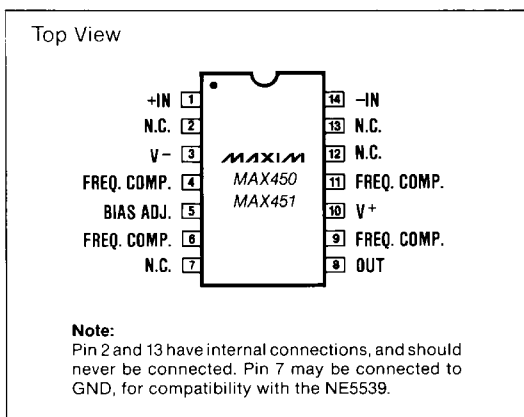 Top View
+IN 1
N.C. 2
V− 3
FREQ. COMP. 4
BIAS ADJ. 5
FREQ. COMP. 6
N.C. 7
MAXIM
MAX450
MAX451
14 −IN
13 N.C.
12 N.C.
11 FREQ. COMP.
10 V+
9 FREQ. COMP.
8 OUT
Note:
Pin 2 and 13 have internal connections, and should
never be connected. Pin 7 may be connected to
GND, for compatibility with the NE5539.